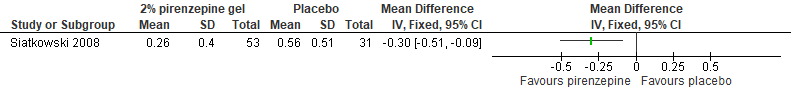 2% pirenzepine gel Placebo Mean Difference Mean Difference
Study or Subgroup Mean SD Total Mean SD Total IV, Fixed, 95% CI IV, Fixed, 95% CI
Siatkowski 2008 0.26 0.4 53 0.56 0.51 31 -0.30 [-0.51, -0.09]
-0.5 -0.25 0 0.25 0.5
Favours pirenzepine Favours placebo